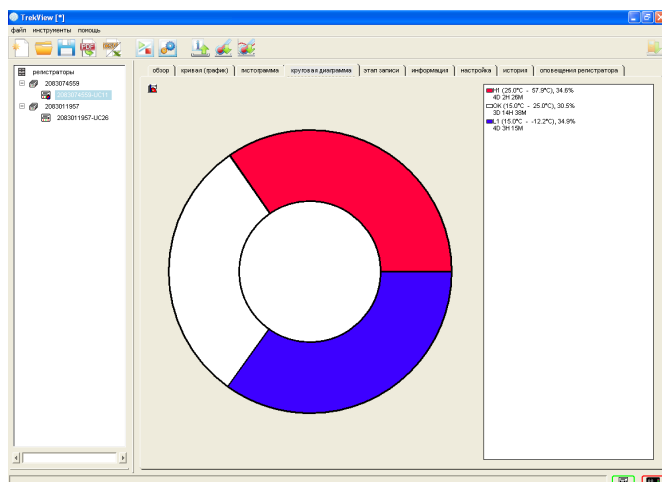 TrekView [*]
файл инструменты помощь
обзор кривая (график) гистограмма круговая диаграмма этап записи информация настройка история оповещения регистратора
регистраторы
2083074559
2083074559-UC11
2083011957
2083011957-UC26
H1 (25.0°C - 57.9°C), 34.6%
4D 2H 26M
OK (15.0°C - 25.0°C), 30.5%
3D 14H 38M
L1 (15.0°C - -12.2°C), 34.9%
4D 3H 15M